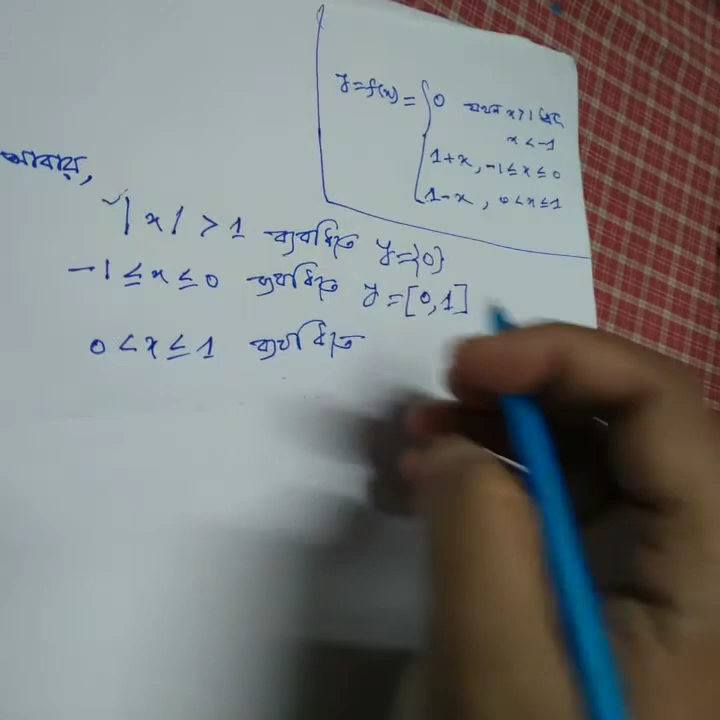 y = f(x) = { 0 যখন x > 1 কিংবা
x < -1
1 + x, -1 ≤ x ≤ 0
1 - x, 0 < x ≤ 1
আবার,
|x| > 1 ব্যবধিতে y = {0}
-1 ≤ x ≤ 0 ব্যবধিতে y = [0, 1]
0 < x ≤ 1 ব্যবধিতে